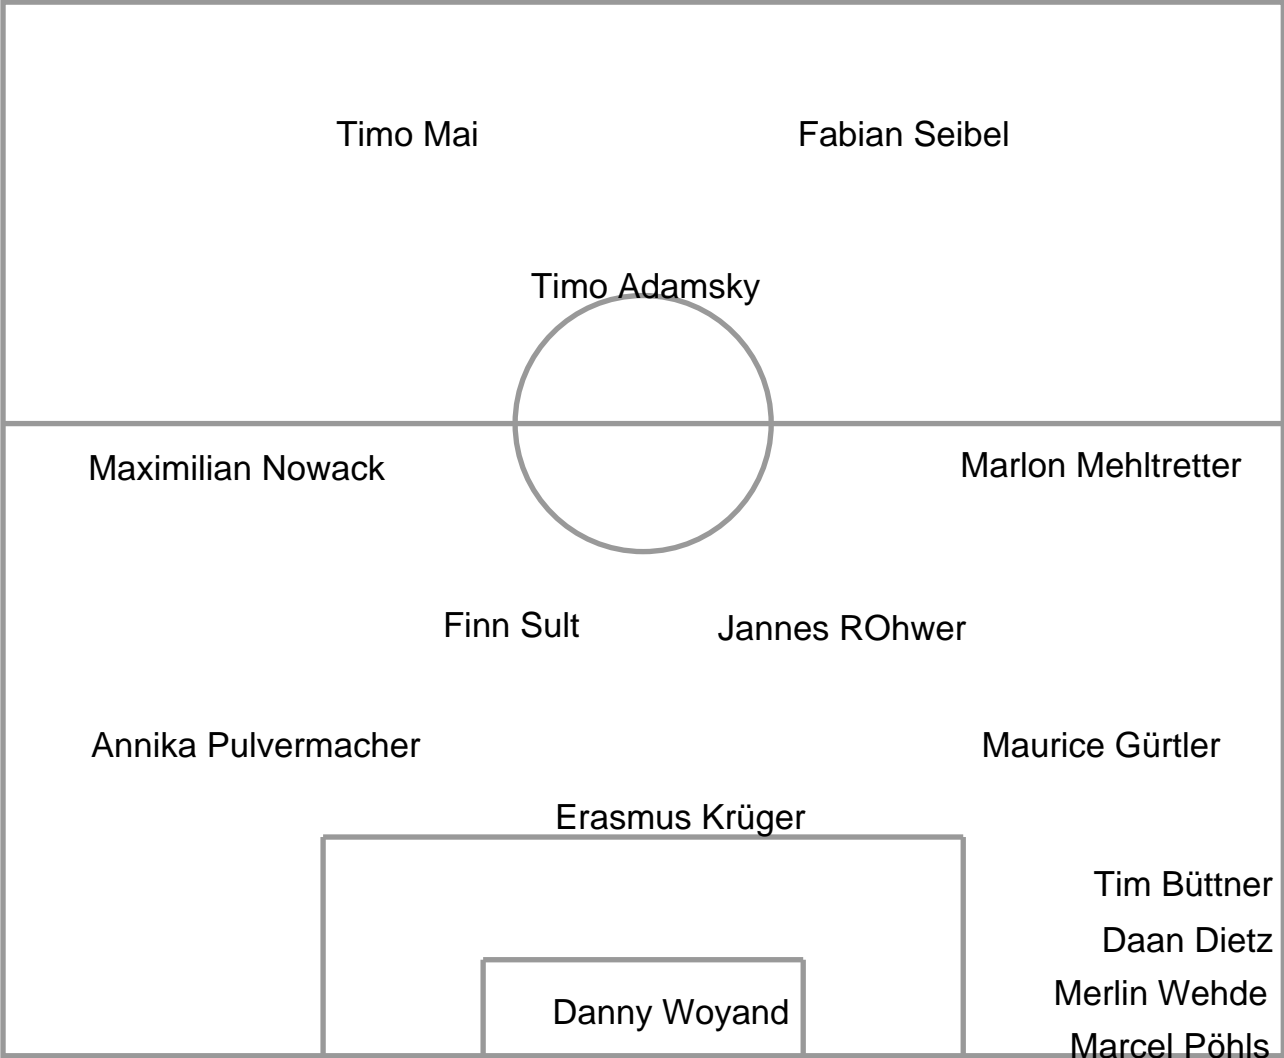 Timo Mai
Fabian Seibel
Timo Adamsky
Maximilian Nowack
Marlon Mehltretter
Finn Sult
Jannes ROhwer
Annika Pulvermacher
Maurice Gürtler
Erasmus Krüger
Tim Büttner
Daan Dietz
Merlin Wehde
Danny Woyand
Marcel Pöhls